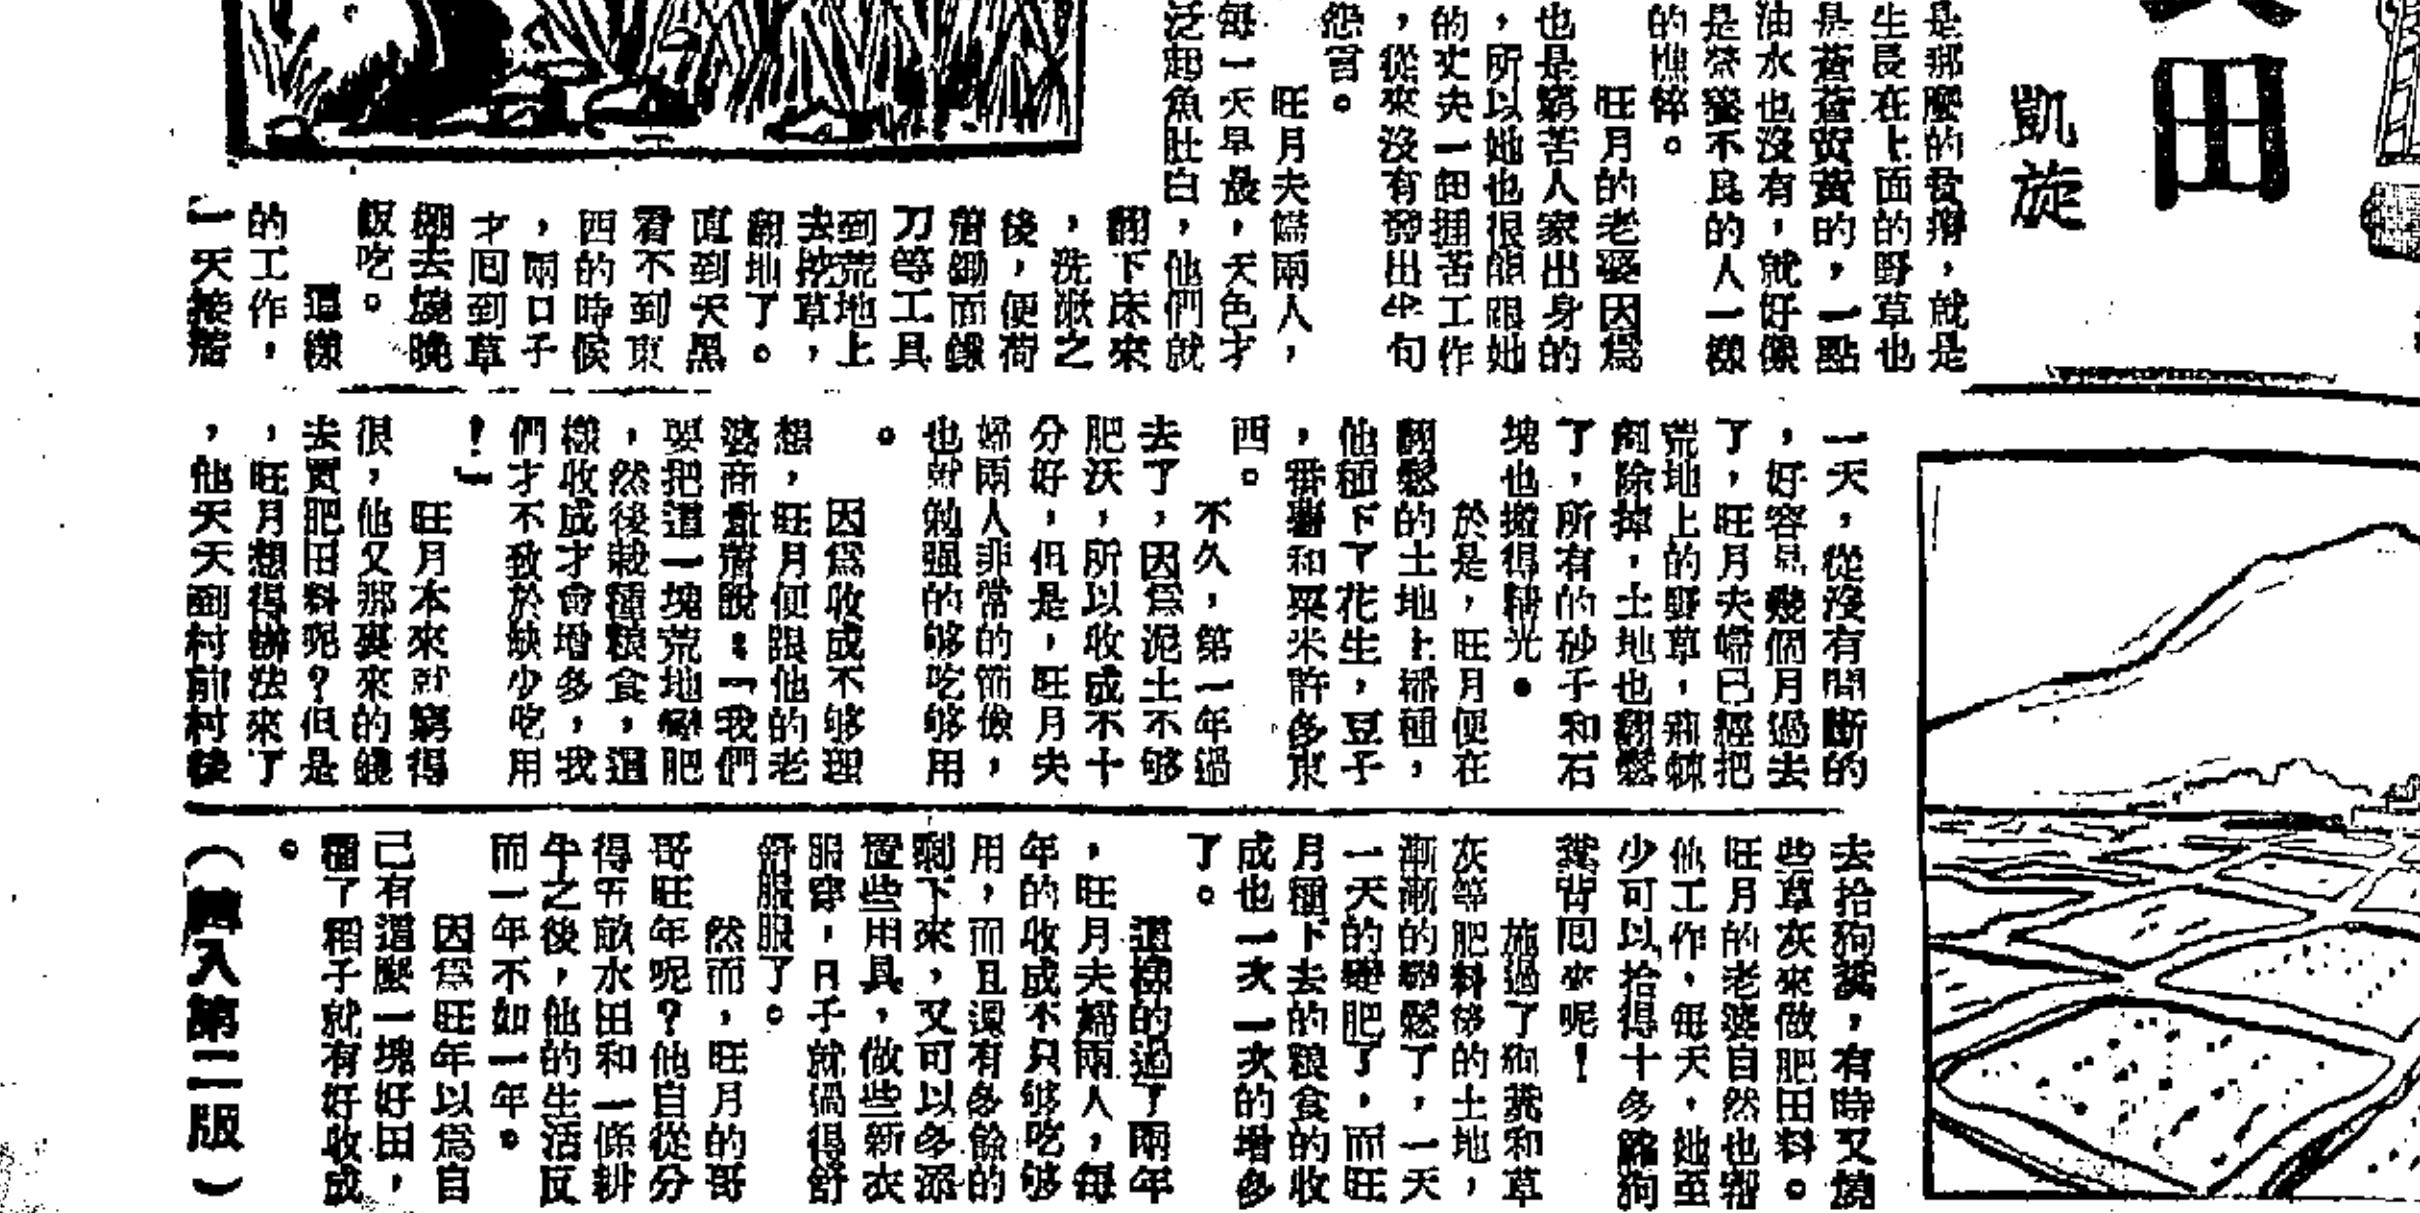 田
凱旋
是那麼的貧瘠，就是
生長在上面的野草也
是蒼蒼黃黃的，一點
油水也沒有，就好像
是營養不良的人一樣
的憔悴。
旺月的老婆因爲
也是窮苦人家出身的
，所以她也很能跟她
的丈夫一同捱苦工作
，從來沒有發出半句
怨言。
旺月夫婦兩人，
每一天早晨，天色才
泛起魚肚白，他們就
翻下床來
，洗漱之
後，便荷
着鋤頭鐮
刀等工具
到荒地上
去挖草，
翻地了。
直到天黑
看不到東
西的時候
，兩口子
才囘到草
棚去燒晚
飯吃。
這樣
的工作，
一天接着
一天，從沒有間斷的
，好容易幾個月過去
了，旺月夫婦已經把
荒地上的野草，荊棘
剷除掉，土地也翻鬆
了，所有的砂子和石
塊也搬得精光。
於是，旺月便在
翻鬆的土地上播種，
他種下了花生，豆子
，番薯和粟米許多東
西。
不久，第一年過
去了，因爲泥土不够
肥沃，所以收成不十
分好，但是，旺月夫
婦兩人非常的節儉，
也就勉强的够吃够用
。
因爲收成不够理
想，旺月便跟他的老
婆商量着說：「我們
要把這一塊荒地變肥
，然後栽種粮食，這
樣收成才會增多，我
們才不致於缺少吃用
！」
旺月本來就窮得
很，他又那裏來的錢
去買肥田料呢？但是
，旺月想得辦法來了
，他天天到村前村後
去拾狗糞，有時又燒
些草灰來做肥田料。
旺月的老婆自然也幫
他工作，每天，她至
少可以拾得十多籮狗
糞背囘來呢！
施過了狗糞和草
灰等肥料後的土地，
漸漸的變鬆了，一天
一天的變肥了，而旺
月種下去的粮食的收
成也一次一次的增多
了。
這樣的過了兩年
，旺月夫婦兩人，每
年的收成不只够吃够
用，而且還有多餘的
剩下來，又可以多添
置些用具，做些新衣
服穿，日子就過得舒
舒服服了。
然而，旺月的哥
哥旺年呢？他自從分
得五畝水田和一條耕
牛之後，他的生活反
而一年不如一年。
因爲旺年以爲自
己有這麼一塊好田，
種了稻子就有好收成
。
（轉入第二版）